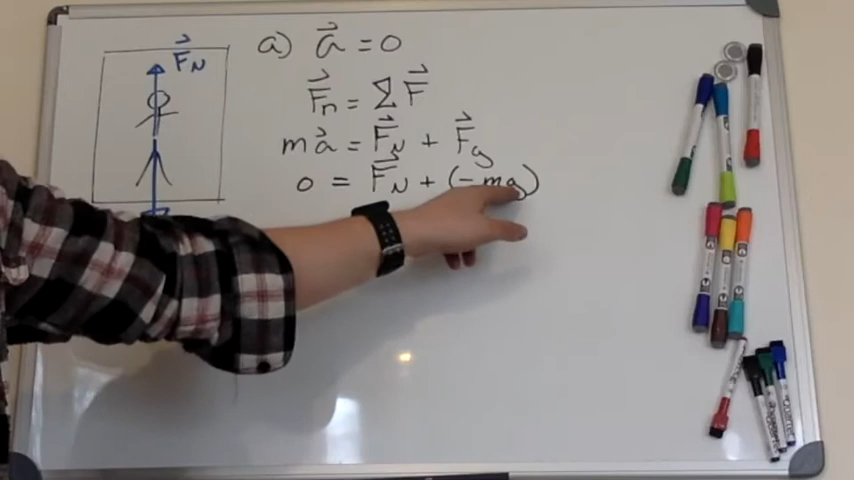 F⃗N
a) a⃗ = 0
F⃗n = Σ F⃗
ma⃗ = F⃗N + F⃗g
0 = F⃗N + (-mg)